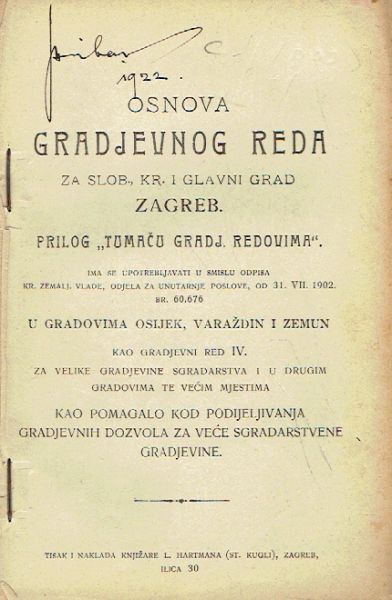 1922.
OSNOVA
GRADJEVNOG REDA
ZA SLOB., KR. I GLAVNI GRAD
ZAGREB.
PRILOG „TUMAČU GRADJ. REDOVIMA“.
IMA SE UPOTREBLJAVATI U SMISLU ODPISA
KR. ZEMALJ. VLADE, ODJELA ZA UNUTARNJE POSLOVE, OD 31. VII. 1902.
BR. 60,676
U GRADOVIMA OSIJEK, VARAŽDIN I ZEMUN
KAO GRADJEVNI RED IV.
ZA VELIKE GRADJEVINE SGRADARSTVA I U DRUGIM
GRADOVIMA TE VEĆIM MJESTIMA
KAO POMAGALO KOD PODIJELJIVANJA
GRADJEVNIH DOZVOLA ZA VEĆE SGRADARSTVENE
GRADJEVINE.
TISAK I NAKLADA KNJIŽARE L. HARTMANA (ST. KUGLI), ZAGREB,
ILICA 30